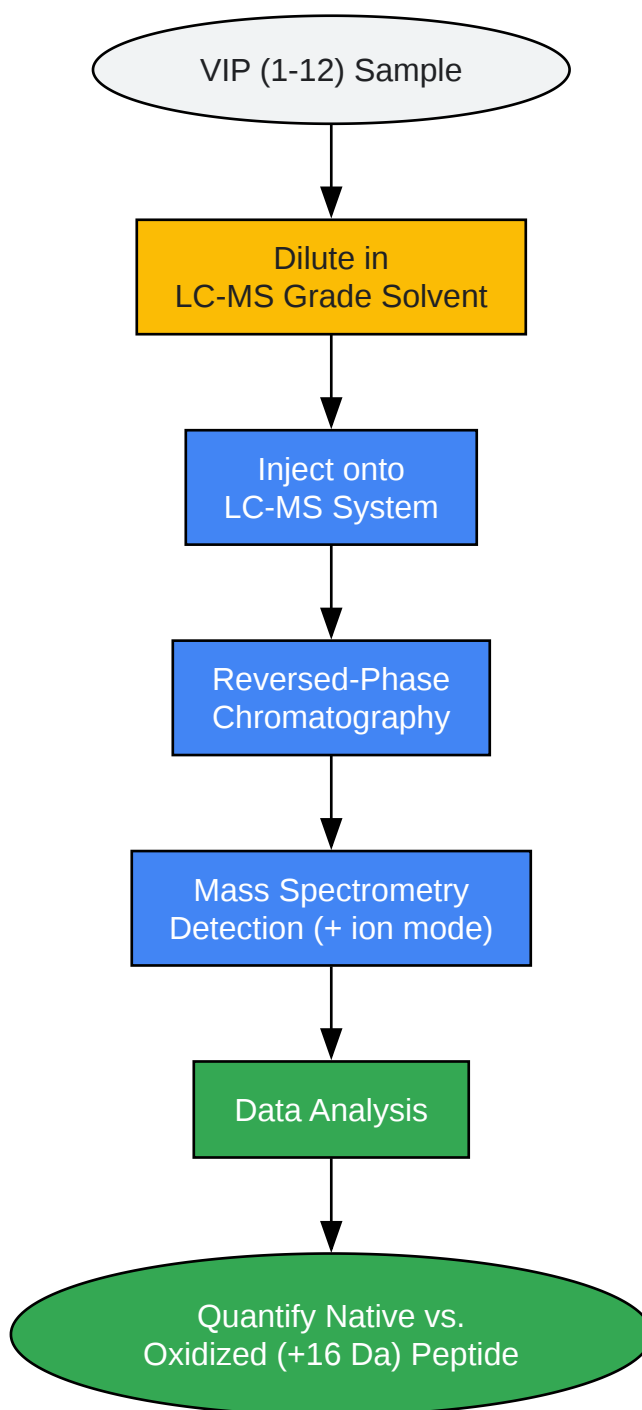 VIP (1-12) Sample
Dilute in
LC-MS Grade Solvent
Inject onto
LC-MS System
Reversed-Phase
Chromatography
Mass Spectrometry
Detection (+ ion mode)
Data Analysis
Quantify Native vs.
Oxidized (+16 Da) Peptide